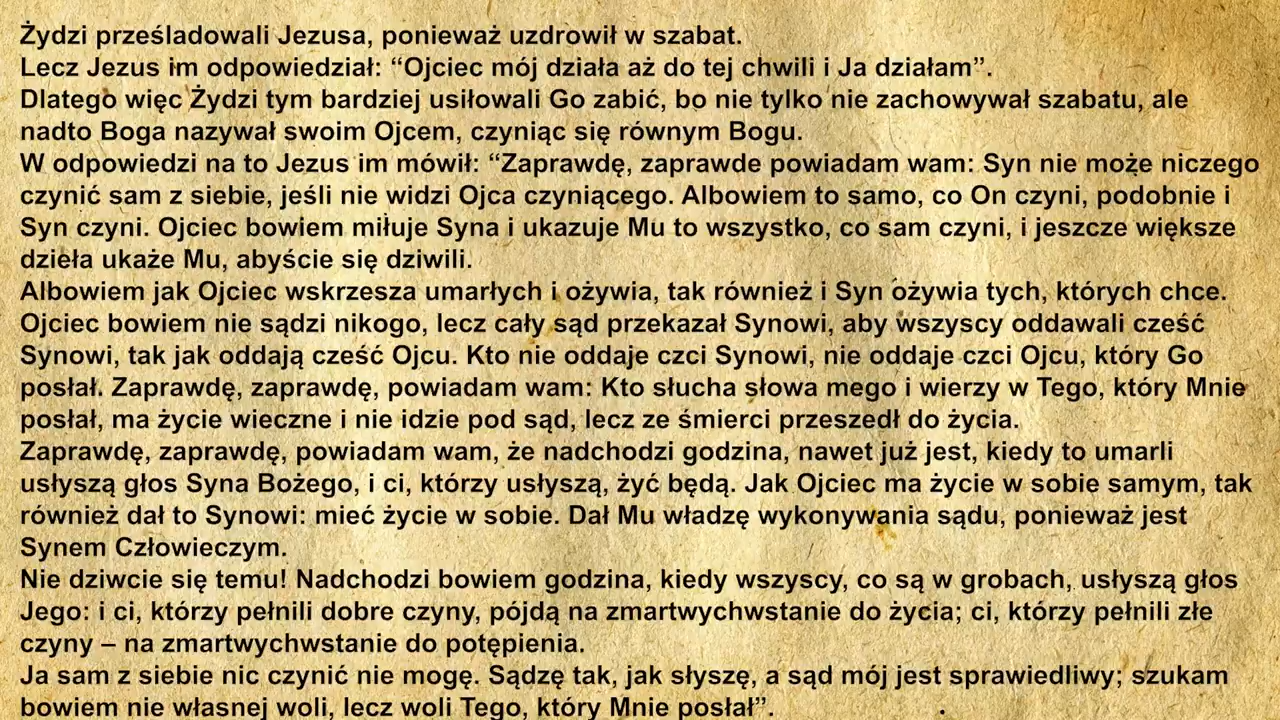 Żydzi prześladowali Jezusa, ponieważ uzdrowił w szabat.
Lecz Jezus im odpowiedział: “Ojciec mój działa aż do tej chwili i Ja działam”.
Dlatego więc Żydzi tym bardziej usiłowali Go zabić, bo nie tylko nie zachowywał szabatu, ale
nadto Boga nazywał swoim Ojcem, czyniąc się równym Bogu.
W odpowiedzi na to Jezus im mówił: “Zaprawdę, zaprawde powiadam wam: Syn nie może niczego
czynić sam z siebie, jeśli nie widzi Ojca czyniącego. Albowiem to samo, co On czyni, podobnie i
Syn czyni. Ojciec bowiem miłuje Syna i ukazuje Mu to wszystko, co sam czyni, i jeszcze większe
dzieła ukaże Mu, abyście się dziwili.
Albowiem jak Ojciec wskrzesza umarłych i ożywia, tak również i Syn ożywia tych, których chce.
Ojciec bowiem nie sądzi nikogo, lecz cały sąd przekazał Synowi, aby wszyscy oddawali cześć
Synowi, tak jak oddają cześć Ojcu. Kto nie oddaje czci Synowi, nie oddaje czci Ojcu, który Go
posłał. Zaprawdę, zaprawdę, powiadam wam: Kto słucha słowa mego i wierzy w Tego, który Mnie
posłał, ma życie wieczne i nie idzie pod sąd, lecz ze śmierci przeszedł do życia.
Zaprawdę, zaprawdę, powiadam wam, że nadchodzi godzina, nawet już jest, kiedy to umarli
usłyszą głos Syna Bożego, i ci, którzy usłyszą, żyć będą. Jak Ojciec ma życie w sobie samym, tak
również dał to Synowi: mieć życie w sobie. Dał Mu władzę wykonywania sądu, ponieważ jest
Synem Człowieczym.
Nie dziwcie się temu! Nadchodzi bowiem godzina, kiedy wszyscy, co są w grobach, usłyszą głos
Jego: i ci, którzy pełnili dobre czyny, pójdą na zmartwychwstanie do życia; ci, którzy pełnili złe
czyny – na zmartwychwstanie do potępienia.
Ja sam z siebie nic czynić nie mogę. Sądzę tak, jak słyszę, a sąd mój jest sprawiedliwy; szukam
bowiem nie własnej woli, lecz woli Tego, który Mnie posłał”.